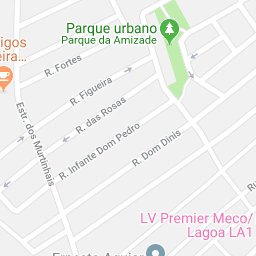 Parque urbano
Parque da Amizade
R. Fortes
R. Figueira
Estr. dos Murtinhais
R. das Rosas
R. Infante Dom Pedro
R. Dom Dinis
LV Premier Meco/
Lagoa LA1